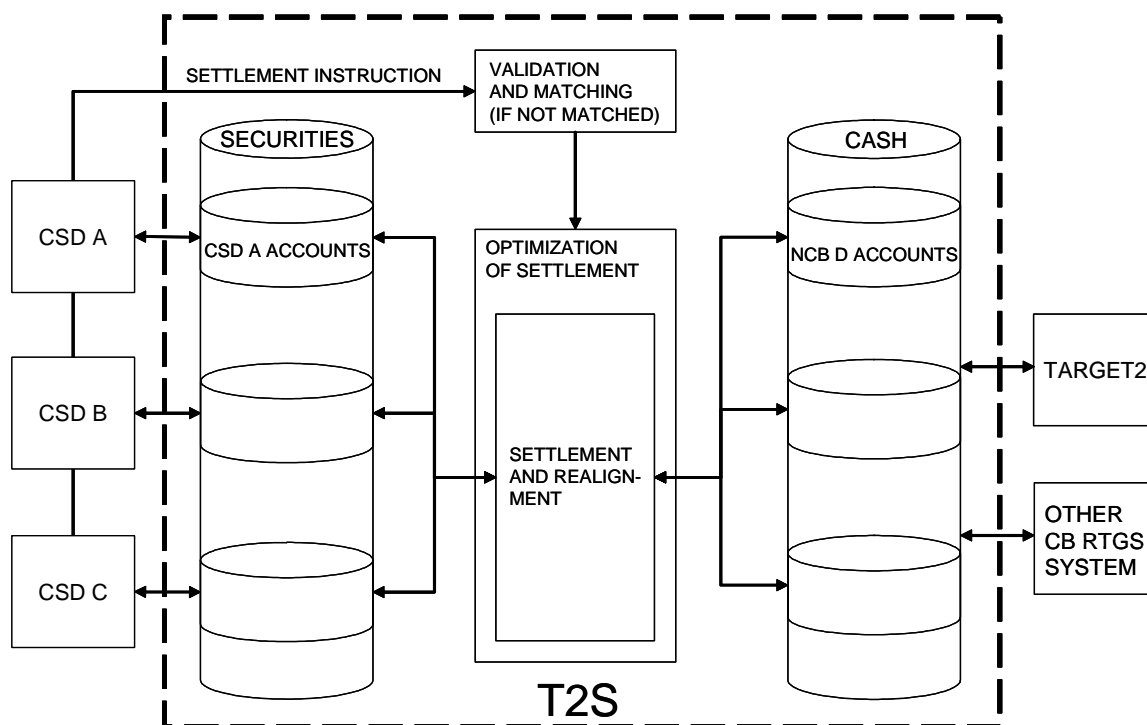 SETTLEMENT INSTRUCTION
VALIDATION
AND MATCHING
(IF NOT MATCHED)
SECURITIES
CASH
CSD A
CSD A ACCOUNTS
OPTIMIZATION
OF SETTLEMENT
NCB D ACCOUNTS
TARGET2
CSD B
SETTLEMENT
AND REALIGN-
MENT
OTHER
CB RTGS
SYSTEM
CSD C
T2S